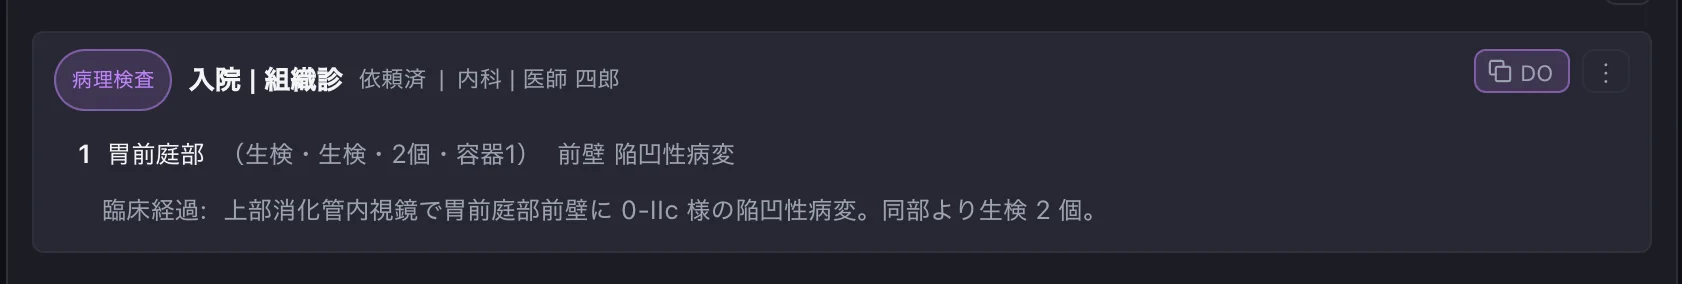 病理検査 入院 | 組織診 依頼済 | 内科 | 医師 四郎 DO
1 胃前庭部 （生検・生検・2個・容器1） 前壁 陥凹性病変
臨床経過: 上部消化管内視鏡で胃前庭部前壁に 0-IIc 様の陥凹性病変。同部より生検 2 個。